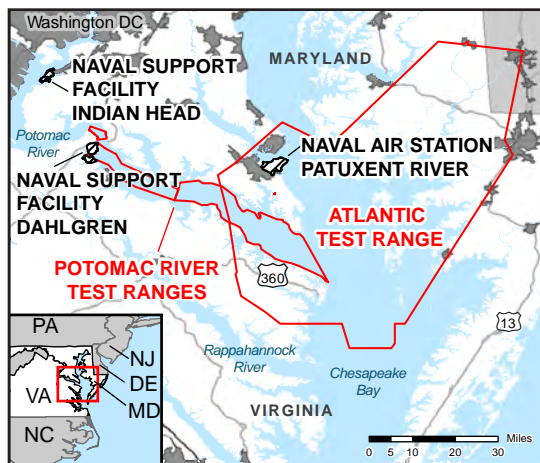 Washington DC
MARYLAND
NAVAL SUPPORT
FACILITY
INDIAN HEAD
Potomac
River
NAVAL AIR STATION
PATUXENT RIVER
NAVAL SUPPORT
FACILITY
DAHLGREN
ATLANTIC
TEST RANGE
POTOMAC RIVER
TEST RANGES
360
13
PA
NJ
DE
VA
MD
NC
Rappahannock
River
Chesapeake
Bay
VIRGINIA
0 5 10 20 30
Miles